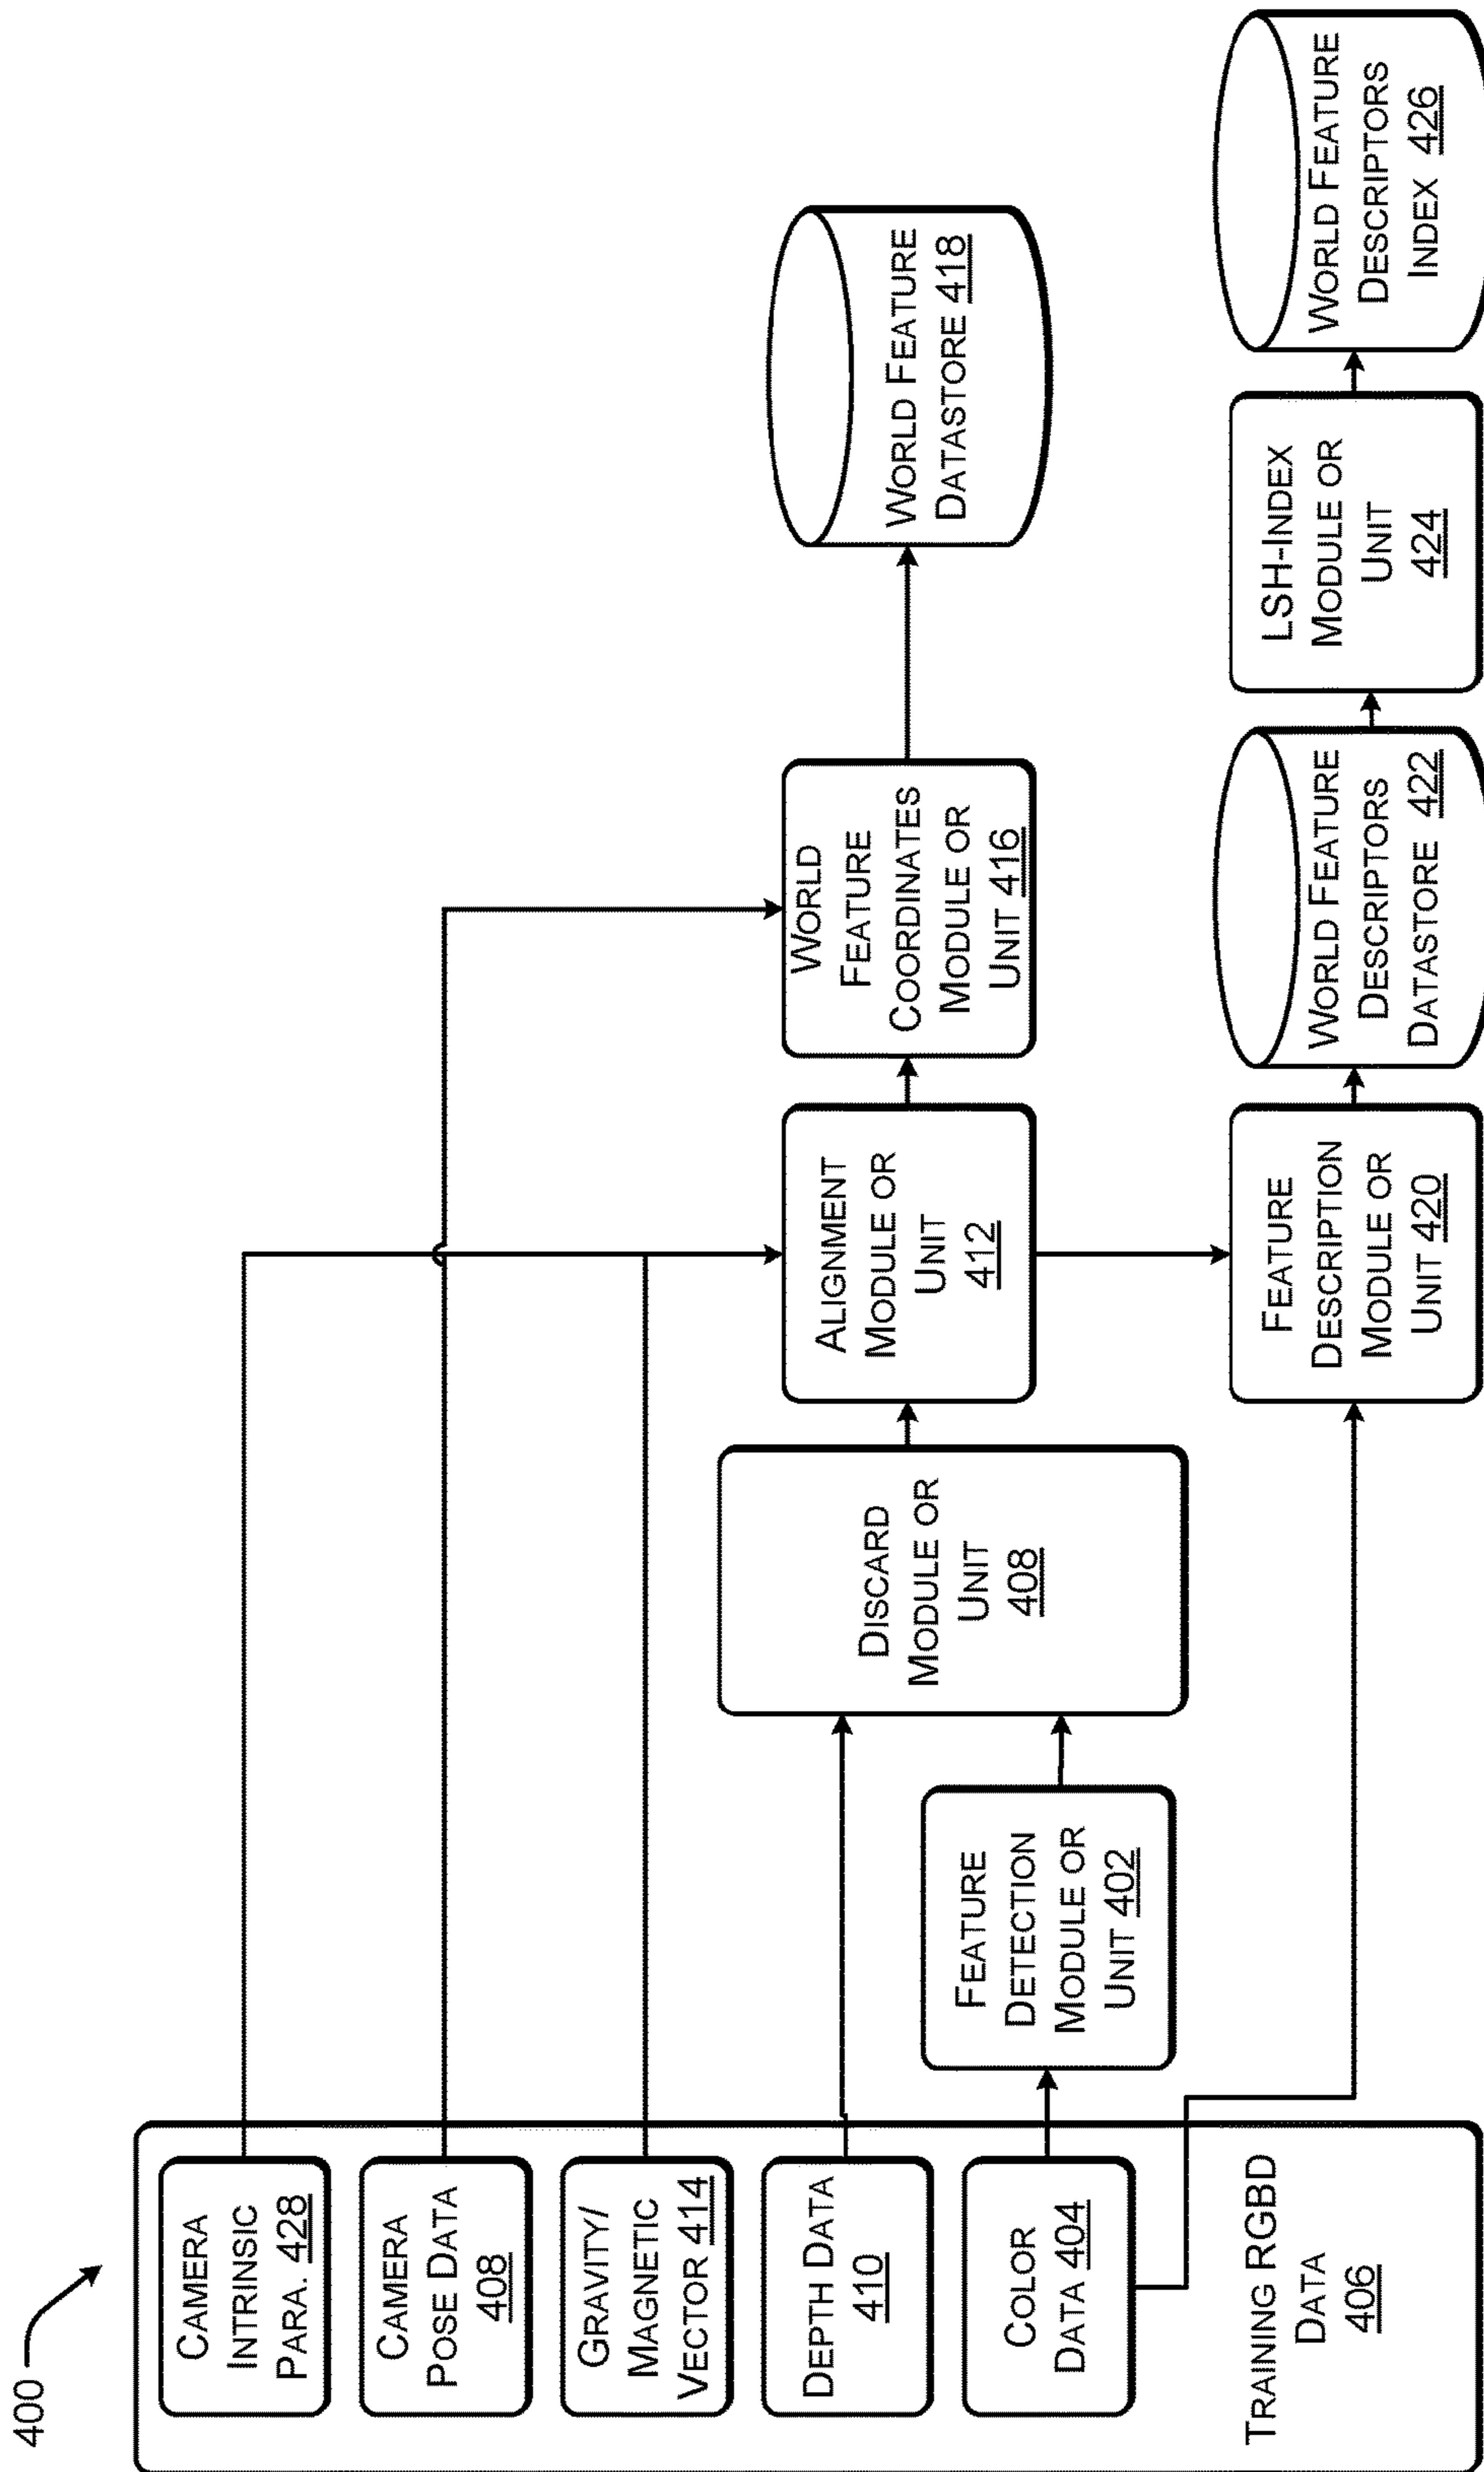 400
CAMERA
INTRINSIC
PARA. 428
CAMERA
POSE DATA
408
GRAVITY/
MAGNETIC
VECTOR 414
DEPTH DATA
410
COLOR
DATA 404
TRAINING RGBD
DATA
406
FEATURE
DETECTION
MODULE OR
UNIT 402
DISCARD
MODULE OR
UNIT
408
ALIGNMENT
MODULE OR
UNIT
412
WORLD
FEATURE
COORDINATES
MODULE OR
UNIT 416
WORLD FEATURE
DATASTORE 418
FEATURE
DESCRIPTION
MODULE OR
UNIT 420
WORLD FEATURE
DESCRIPTORS
DATASTORE 422
LSH-INDEX
MODULE OR
UNIT
424
WORLD FEATURE
DESCRIPTORS
INDEX 426